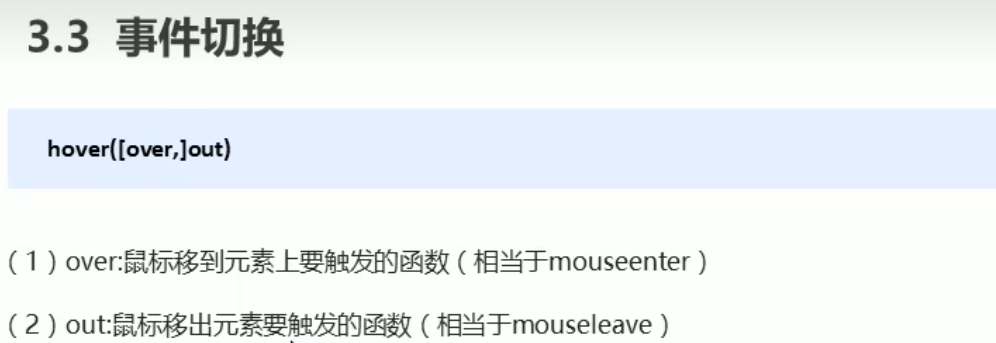 3.3 事件切换
hover([over,]out)
（1）over:鼠标移到元素上要触发的函数（相当于mouseenter）
（2）out:鼠标移出元素要触发的函数（相当于mouseleave）